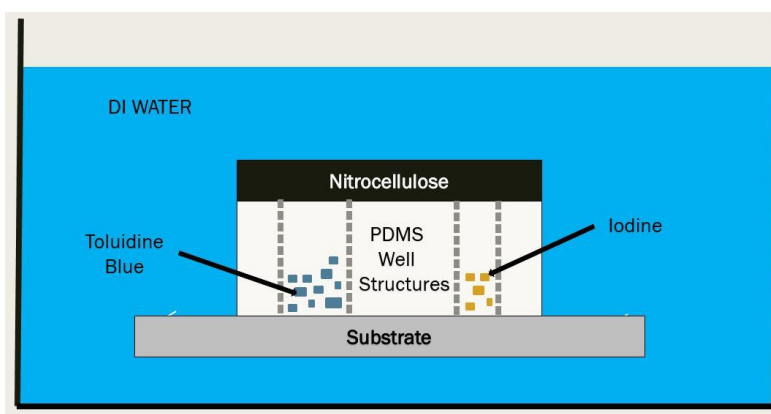 DI WATER
Nitrocellulose
Toluidine
Blue
PDMS
Well
Structures
Iodine
Substrate